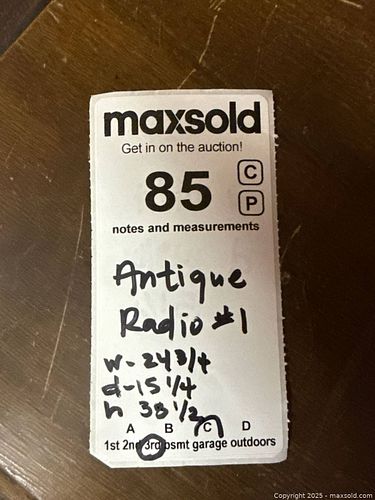 maxsold
Get in on the auction!
85
C
P
notes and measurements
Antique
Radio #1
w - 24 3/4
d - 15 1/4
h 38 1/2
A B C D
1st 2nd 3rd bsmt garage outdoors
Copyright 2025 - maxsold.com